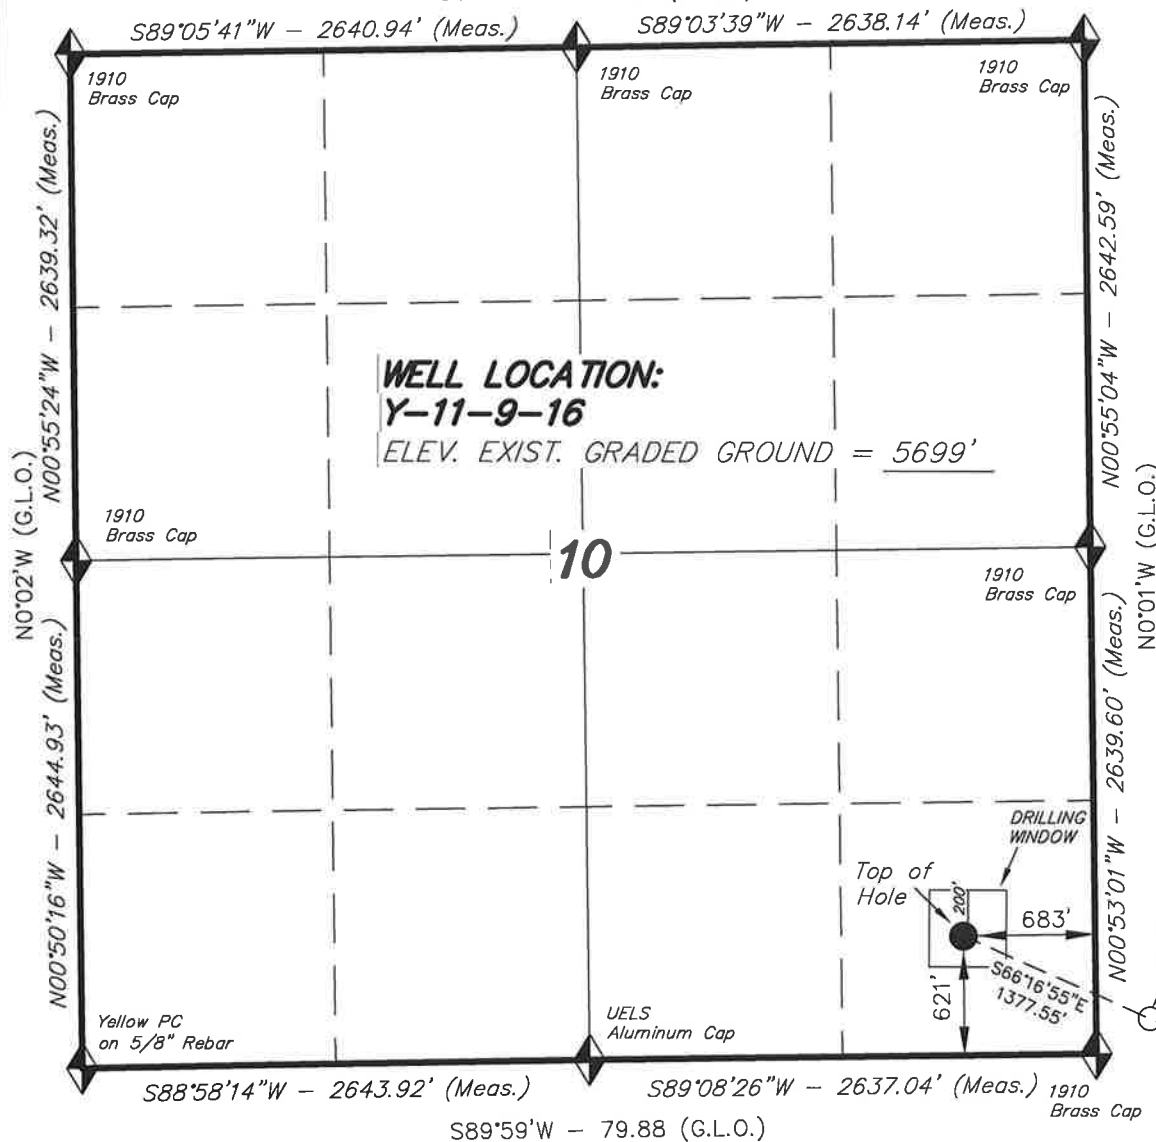 S89°05'41"W – 2640.94' (Meas.)
S89°03'39"W – 2638.14' (Meas.)
1910
Brass Cap
1910
Brass Cap
1910
Brass Cap
N00°55'24"W – 2639.32' (Meas.)
N00°55'04"W – 2642.59' (Meas.)
WELL LOCATION:
Y–11–9–16
ELEV. EXIST. GRADED GROUND = 5699'
N0°02'W (G.L.O.)
N0°01'W (G.L.O.)
1910
Brass Cap
10
1910
Brass Cap
N00°50'16"W – 2644.93' (Meas.)
N00°53'01"W – 2639.60' (Meas.)
DRILLING
WINDOW
Top of
Hole
200'
683'
621'
S66°16'55"E
1377.55'
Yellow PC
on 5/8" Rebar
UELS
Aluminum Cap
S88°58'14"W – 2643.92' (Meas.)
S89°08'26"W – 2637.04' (Meas.)
1910
Brass Cap
S89°59'W – 79.88 (G.L.O.)